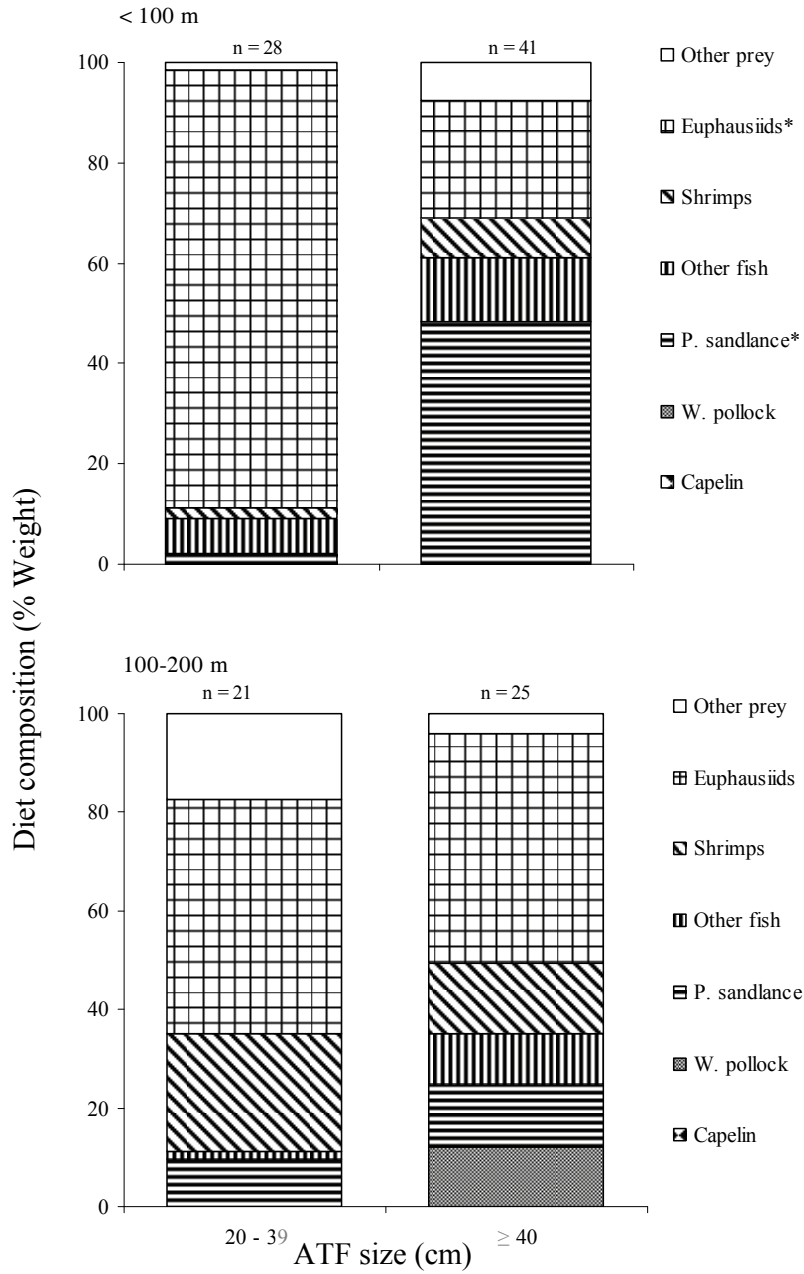 < 100 m
n = 28
n = 41
100
80
60
40
20
0
Other prey
Euphausiids*
Shrimps
Other fish
P. sandlance*
W. pollock
Capelin
Diet composition (% Weight)
100-200 m
n = 21
n = 25
100
80
60
40
20
0
Other prey
Euphausiids
Shrimps
Other fish
P. sandlance
W. pollock
Capelin
20 - 39
≥ 40
ATF size (cm)